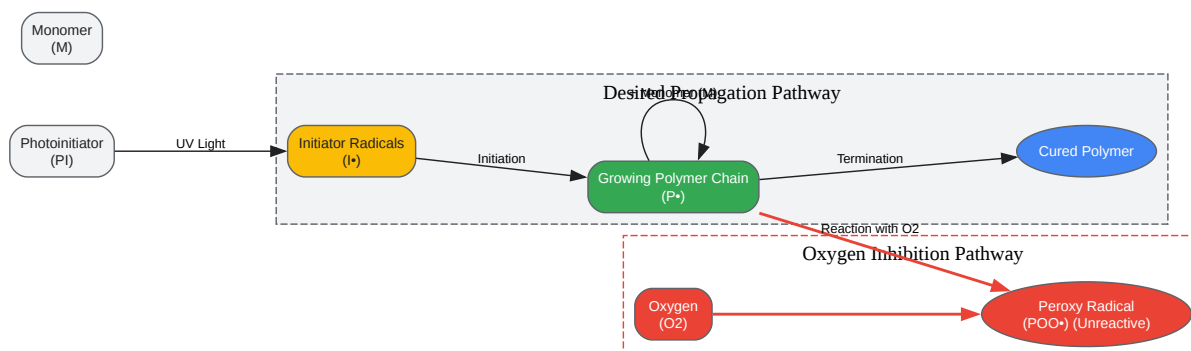 Monomer
(M)
Desired Propagation Pathway
+ Monomer (M)
Photoinitiator
(PI)
UV Light
Initiator Radicals
(I•)
Initiation
Growing Polymer Chain
(P•)
Termination
Cured Polymer
Reaction with O2
Oxygen Inhibition Pathway
Oxygen
(O2)
Peroxy Radical
(POO•) (Unreactive)